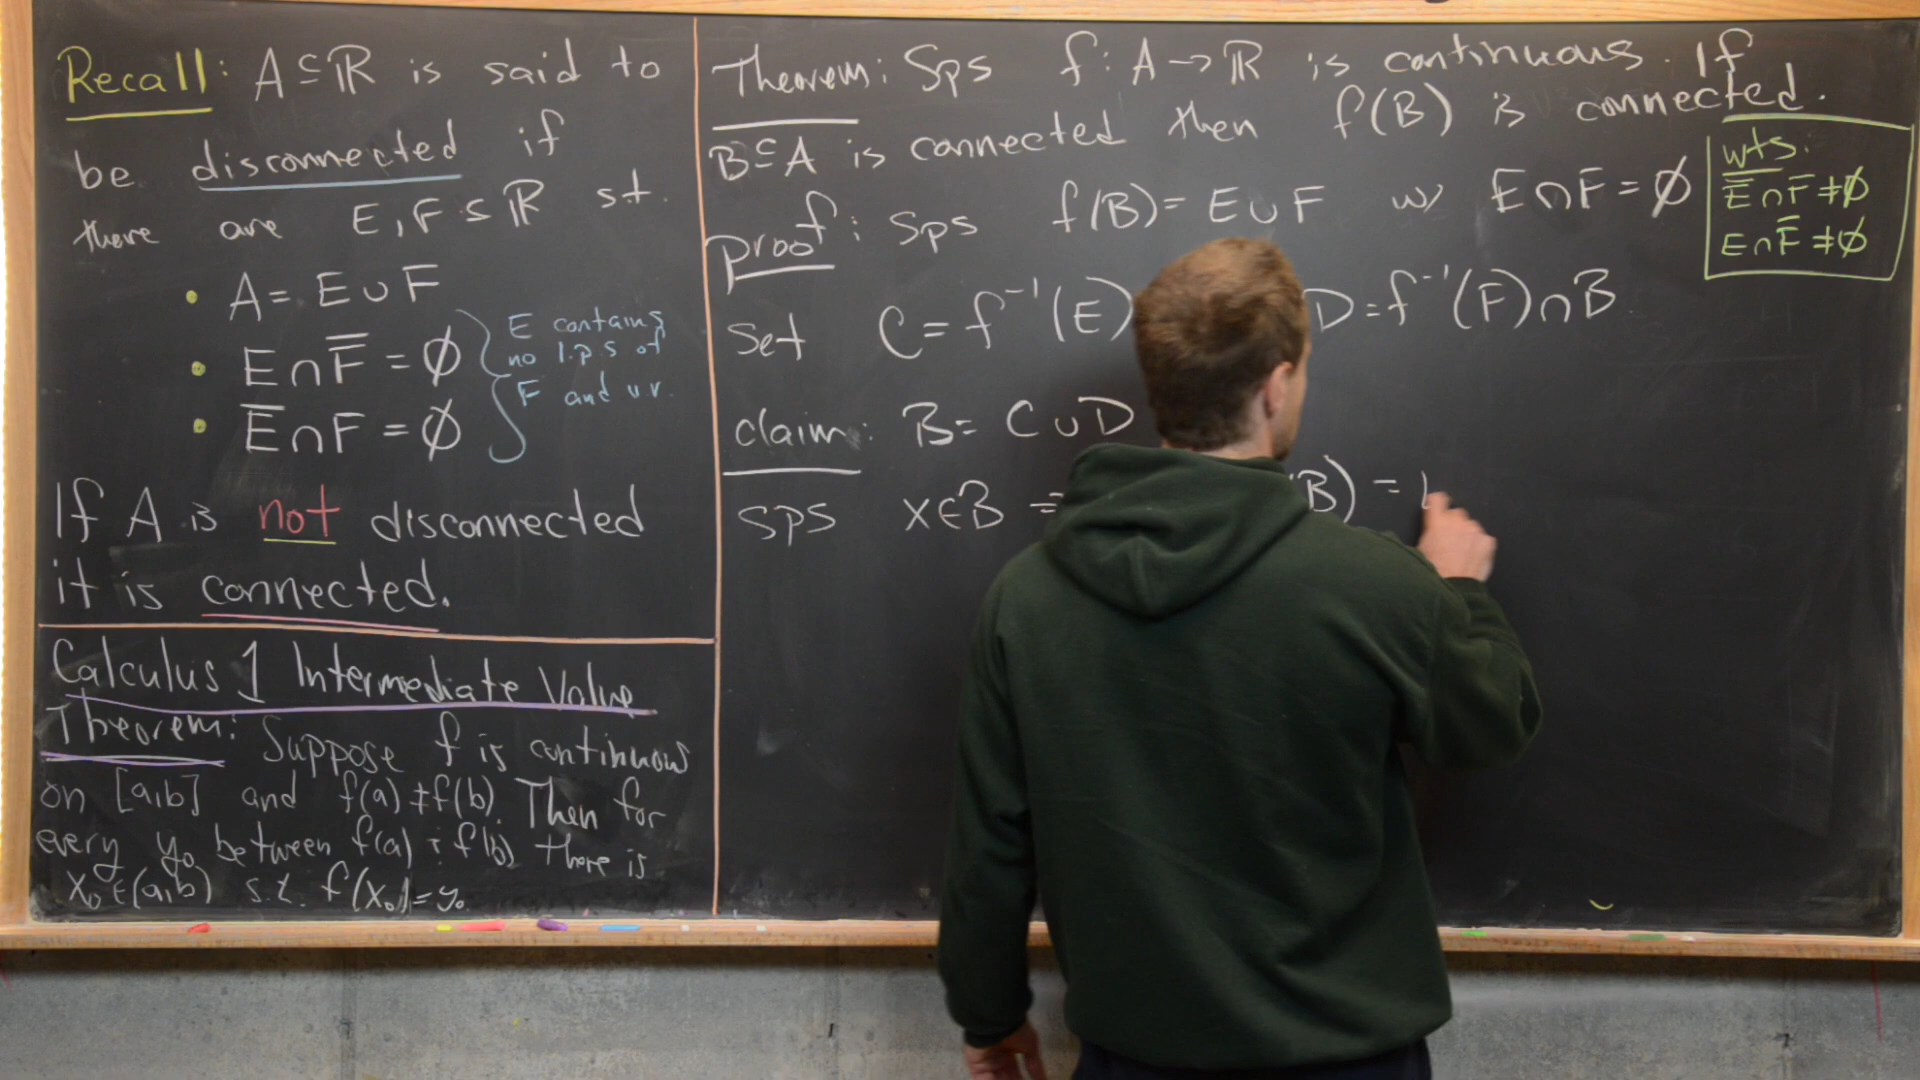 Recall: A ⊆ ℝ is said to
be disconnected if
there are E, F ⊆ ℝ s.t.
• A = E ∪ F
• E ∩ F̅ = ∅
• E̅ ∩ F = ∅
E contains
no l.p s of
F and v.v.
If A is not disconnected
it is connected.
Calculus 1 Intermediate Value
Theorem: Suppose f is continuous
on [a,b] and f(a) ≠ f(b). Then for
every y₀ between f(a) & f(b) there is
x₀ ∈ (a,b) s.t. f(x₀) = y₀
Theorem: Sps f: A → ℝ is continuous. If
B ⊆ A is connected then f(B) is connected.
proof: Sps f(B) = E ∪ F w/ E ∩ F = ∅
wts.
E̅ ∩ F ≠ ∅
E ∩ F̅ ≠ ∅
Set C = f⁻¹(E) D = f⁻¹(F) ∩ B
claim: B = C ∪ D
Sps x ∈ B ⇒ (B) =